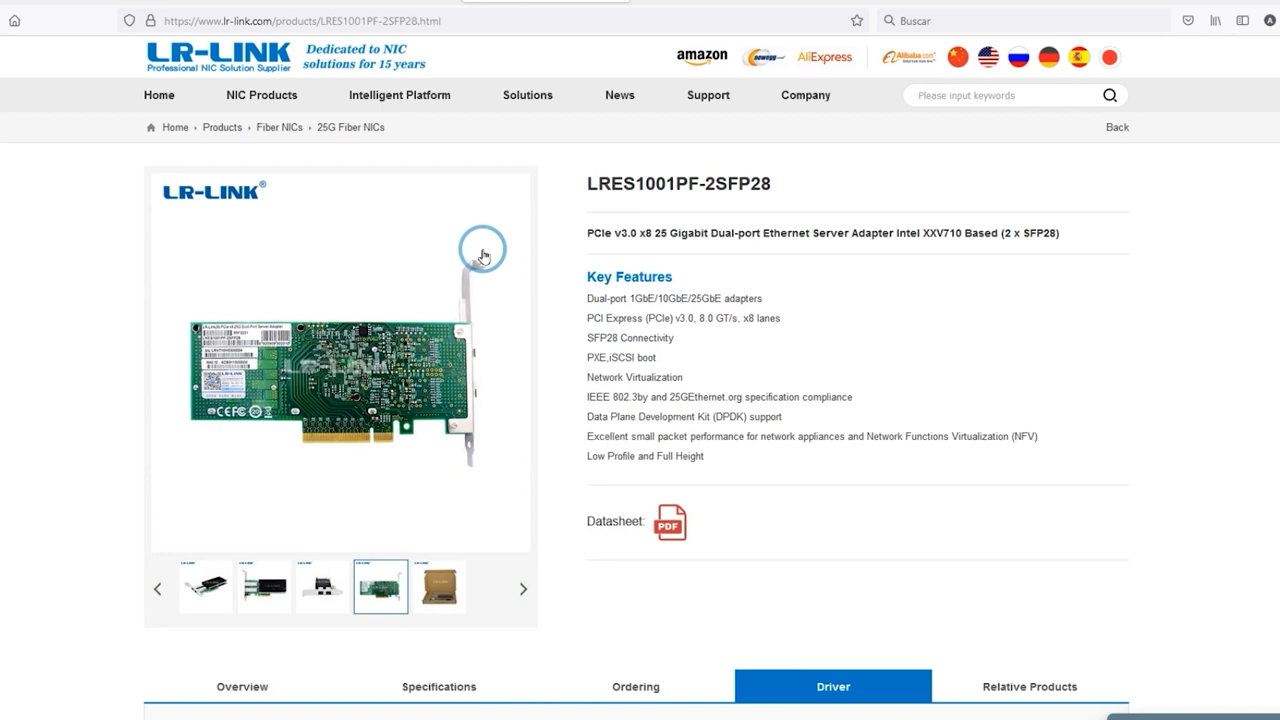 https://www.lr-link.com/products/LRES1001PF-2SFP28.html
Buscar
LR-LINK
Professional NIC Solution Supplier
Dedicated to NIC
solutions for 15 years
amazon
newegg
AliExpress
Alibaba.com
Home
NIC Products
Intelligent Platform
Solutions
News
Support
Company
Please input keywords
Home › Products › Fiber NICs › 25G Fiber NICs
Back
LR-LINK®
LRES1001PF-2SFP28
PCIe v3.0 x8 25 Gigabit Dual-port Ethernet Server Adapter Intel XXV710 Based (2 x SFP28)
Key Features
Dual-port 1GbE/10GbE/25GbE adapters
PCI Express (PCIe) v3.0, 8.0 GT/s, x8 lanes
SFP28 Connectivity
PXE,iSCSI boot
Network Virtualization
IEEE 802.3by and 25GEthernet.org specification compliance
Data Plane Development Kit (DPDK) support
Excellent small packet performance for network appliances and Network Functions Virtualization (NFV)
Low Profile and Full Height
Datasheet:
PDF
Overview
Specifications
Ordering
Driver
Relative Products